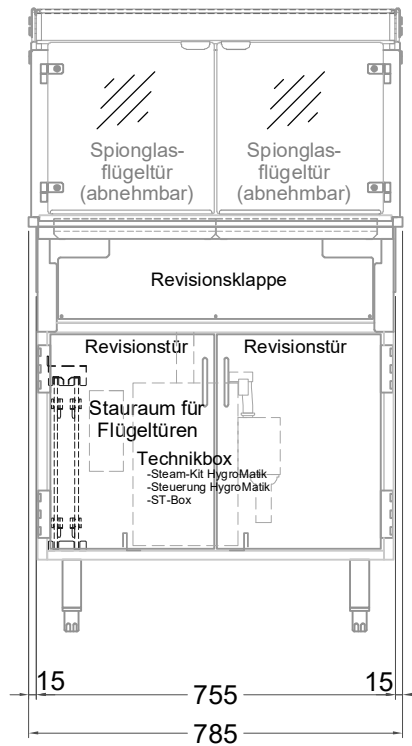 Spionglas-
flügeltür
(abnehmbar)
Spionglas-
flügeltür
(abnehmbar)
Revisionsklappe
Revisionstür
Revisionstür
Stauraum für
Flügeltüren
Technikbox
-Steam-Kit HygroMatik
-Steuerung HygroMatik
-ST-Box
15
755
15
785